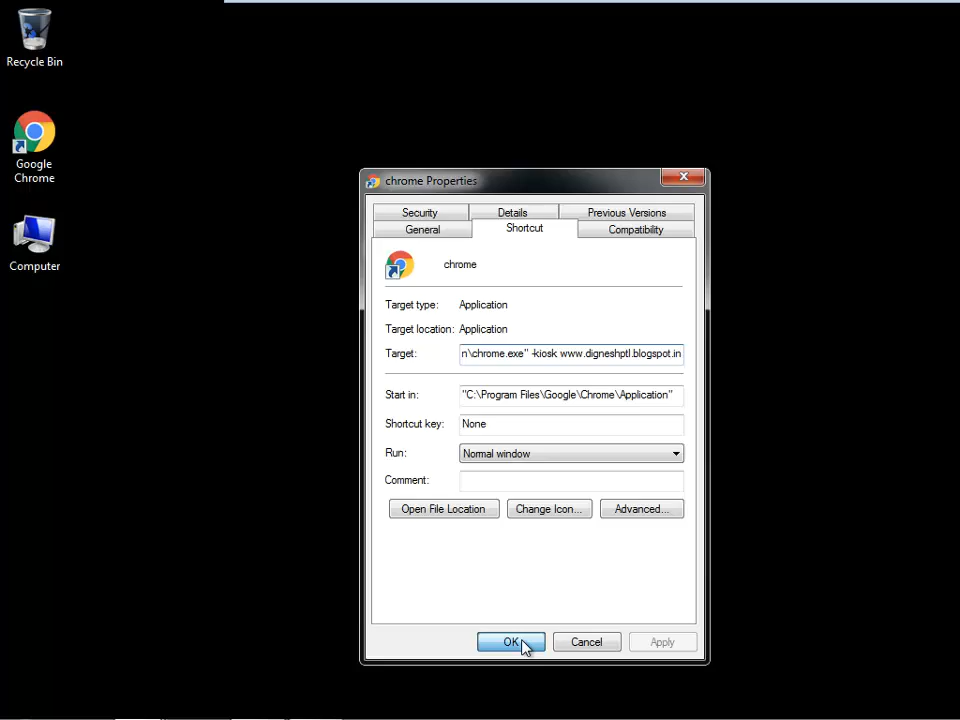 Recycle Bin
Google
Chrome
Computer
chrome Properties
Security
Details
Previous Versions
General
Shortcut
Compatibility
chrome
Target type:
Application
Target location:
Application
Target:
n\chrome.exe" -kiosk www.digneshptl.blogspot.in
Start in:
"C:\Program Files\Google\Chrome\Application"
Shortcut key:
None
Run:
Normal window
Comment:
Open File Location
Change Icon...
Advanced...
OK
Cancel
Apply